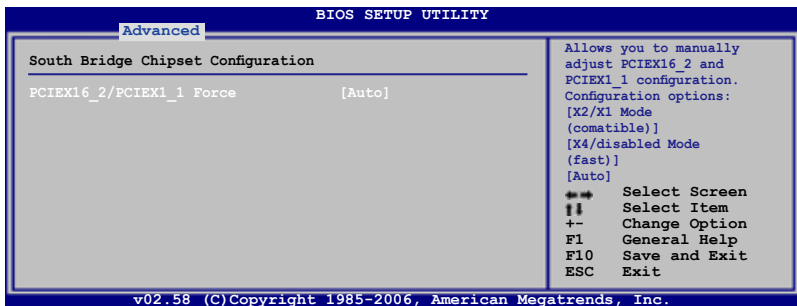 BIOS SETUP UTILITY
Advanced
South Bridge Chipset Configuration
PCIEX16_2/PCIEX1_1 Force [Auto]
Allows you to manually
adjust PCIEX16_2 and
PCIEX1_1 configuration.
Configuration options:
[X2/X1 Mode
(comatible)]
[X4/disabled Mode
(fast)]
[Auto]
←→ Select Screen
↑↓ Select Item
+- Change Option
F1 General Help
F10 Save and Exit
ESC Exit
v02.58 (C)Copyright 1985-2006, American Megatrends, Inc.